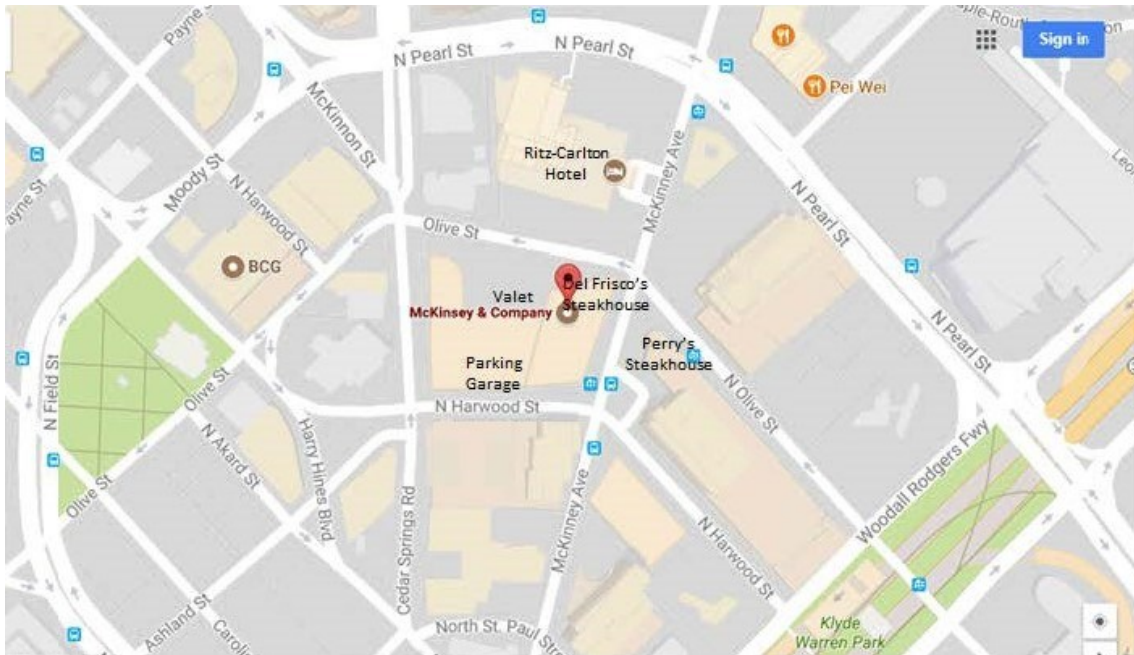 Payne St
N Pearl St
N Pearl St
Sign in
Pei Wei
McKinnon St
Ritz-Carlton
Hotel
McKinney Ave
Moody St
N Harwood St
N Pearl St
Olive St
BCG
Valet
Del Frisco's
Steakhouse
McKinsey & Company
Perry's
Steakhouse
Parking
Garage
N Pearl St
N Field St
Olive St
N Harwood St
N Olive St
N Akard St
Harry Hines Blvd
Olive St
Cedar Springs Rd
McKinney Ave
N Harwood St
Woodall Rodgers Fwy
Ashland St
North St. Paul
Klyde
Warren Park